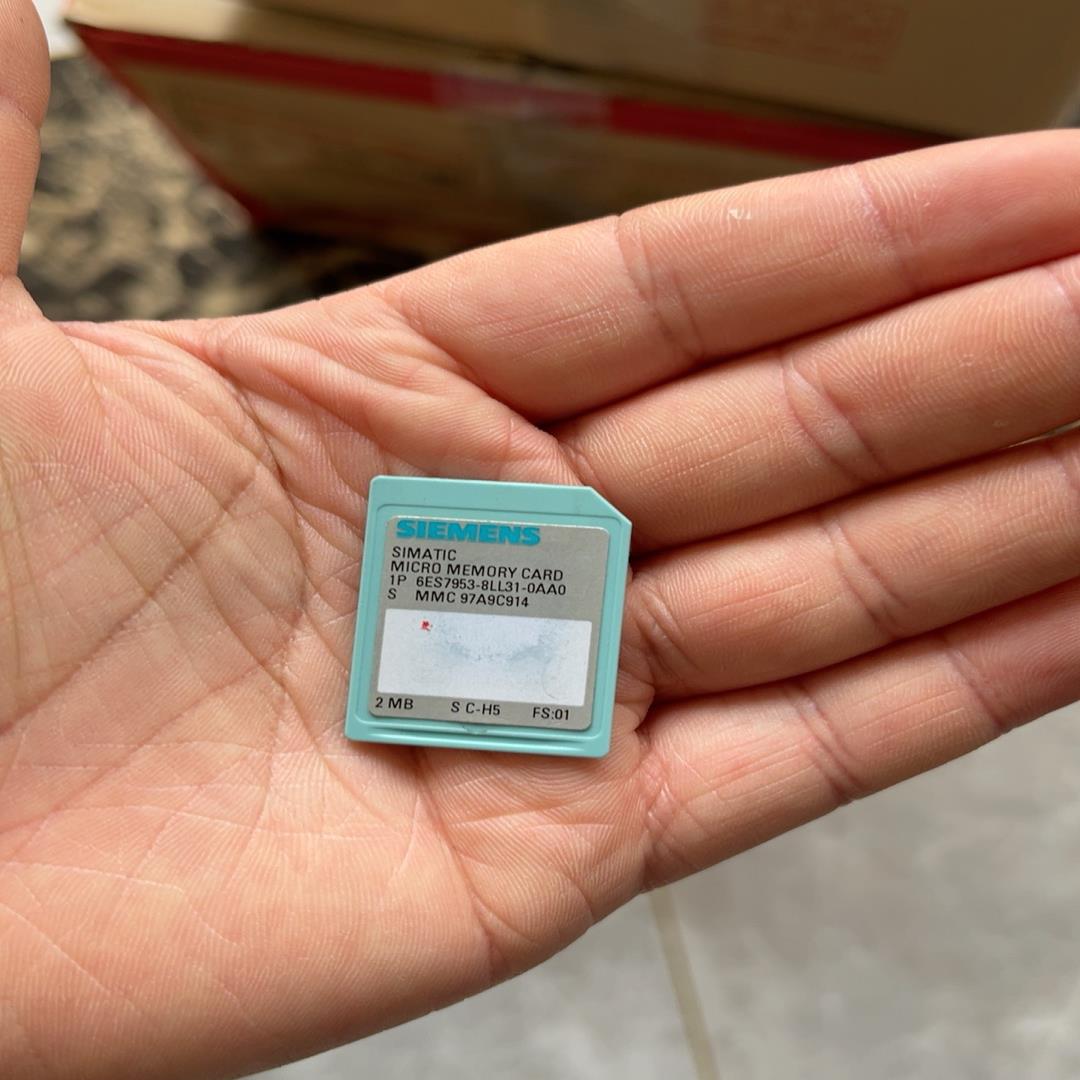 SIEMENS
SIMATIC
MICRO MEMORY CARD
1P 6ES7953-8LL31-0AA0
S MMC 97A9C914
2 MB S C-H5 FS:01